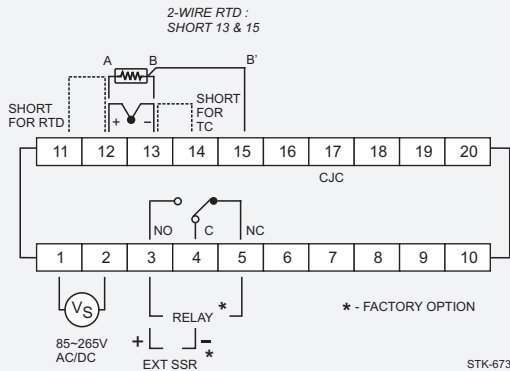 2-WIRE RTD :
SHORT 13 & 15
A B B'
SHORT
FOR RTD
+ −
SHORT
FOR
TC
11 12 13 14 15 16 17 18 19 20
CJC
NO C NC
1 2 3 4 5 6 7 8 9 10
VS
RELAY *
* - FACTORY OPTION
85~265V
AC/DC
+ −
EXT SSR *
STK-673